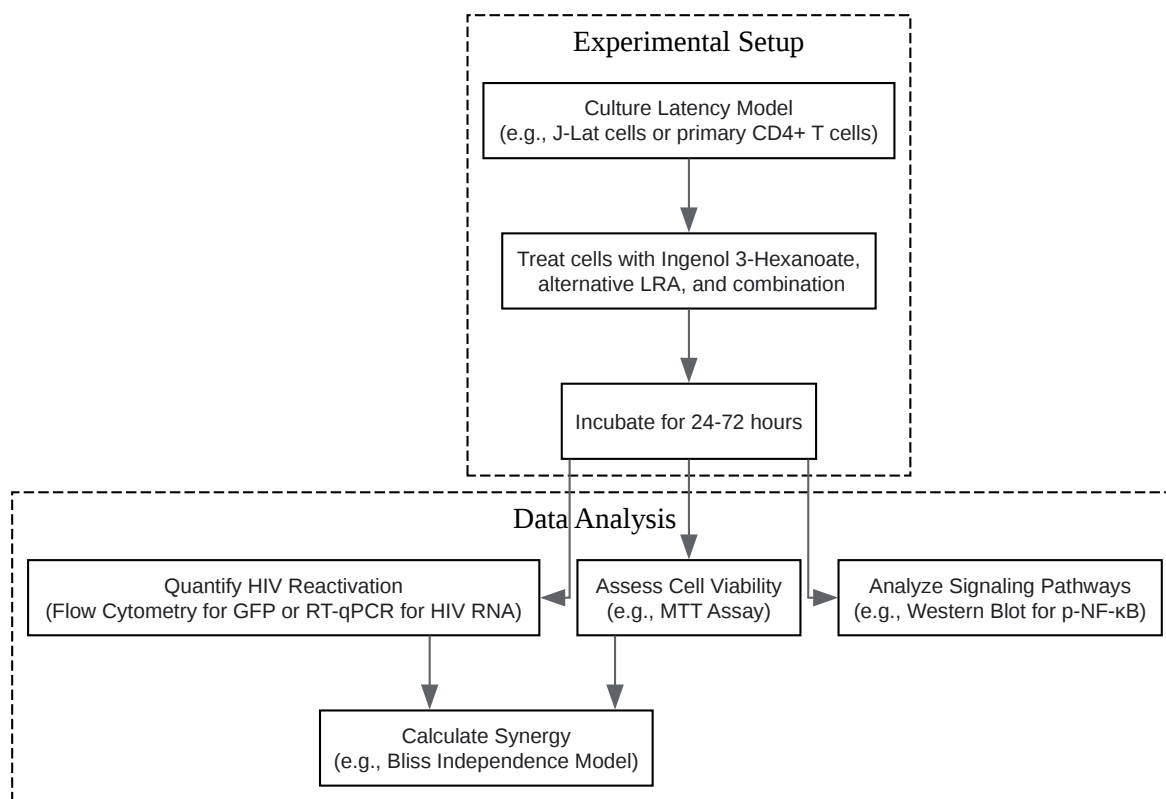 Experimental Setup
Culture Latency Model
(e.g., J-Lat cells or primary CD4+ T cells)
Treat cells with Ingenol 3-Hexanoate,
alternative LRA, and combination
Incubate for 24-72 hours
Data Analysis
Quantify HIV Reactivation
(Flow Cytometry for GFP or RT-qPCR for HIV RNA)
Assess Cell Viability
(e.g., MTT Assay)
Analyze Signaling Pathways
(e.g., Western Blot for p-NF-κB)
Calculate Synergy
(e.g., Bliss Independence Model)